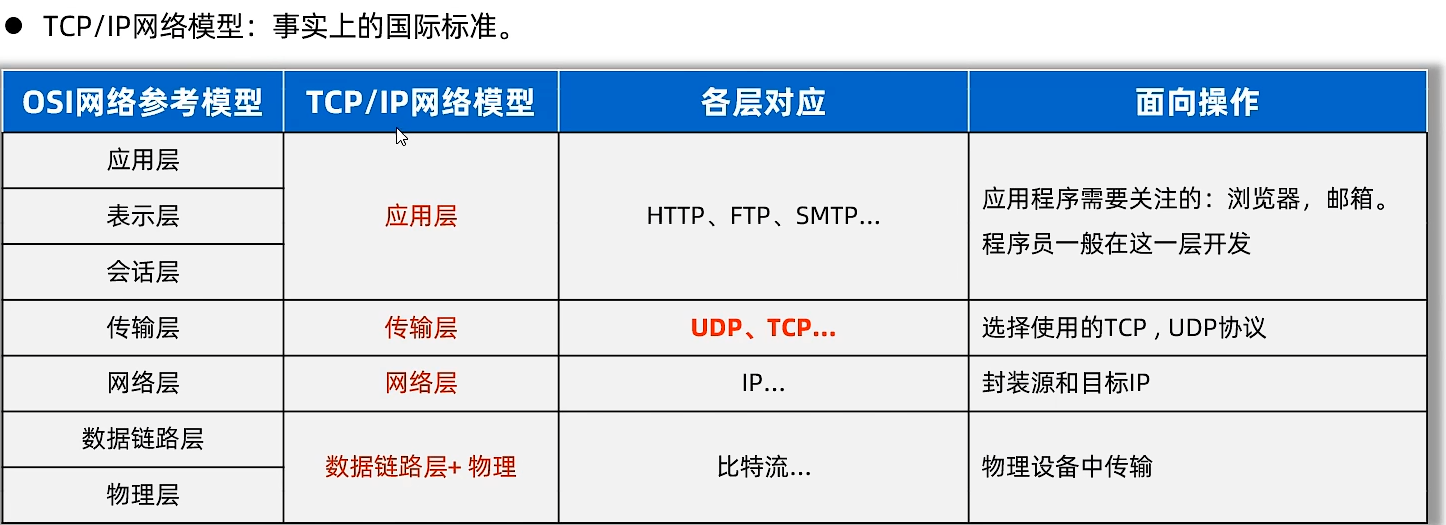 ● TCP/IP网络模型：事实上的国际标准。
OSI网络参考模型 TCP/IP网络模型 各层对应 面向操作
应用层
表示层
会话层
应用层
HTTP、FTP、SMTP...
应用程序需要关注的：浏览器，邮箱。
程序员一般在这一层开发
传输层 传输层 UDP、TCP... 选择使用的TCP , UDP协议
网络层 网络层 IP... 封装源和目标IP
数据链路层
物理层
数据链路层+ 物理
比特流...
物理设备中传输